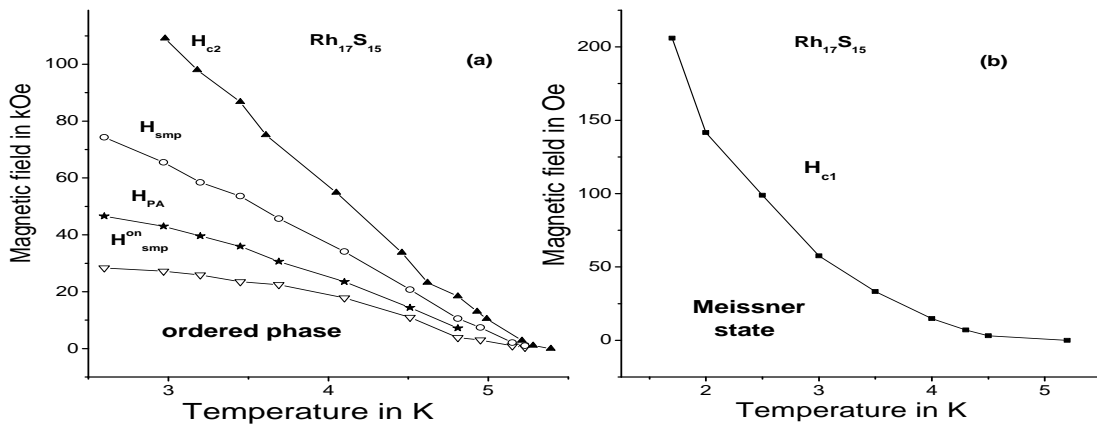 Rh17S15
(a)
Hc2
Hsmp
HPA
Honsmp
ordered phase
100
80
60
40
20
0
3
4
5
Magnetic field in kOe
Temperature in K
Rh17S15
(b)
Hc1
Meissner
state
200
150
100
50
0
2
3
4
5
Magnetic field in Oe
Temperature in K